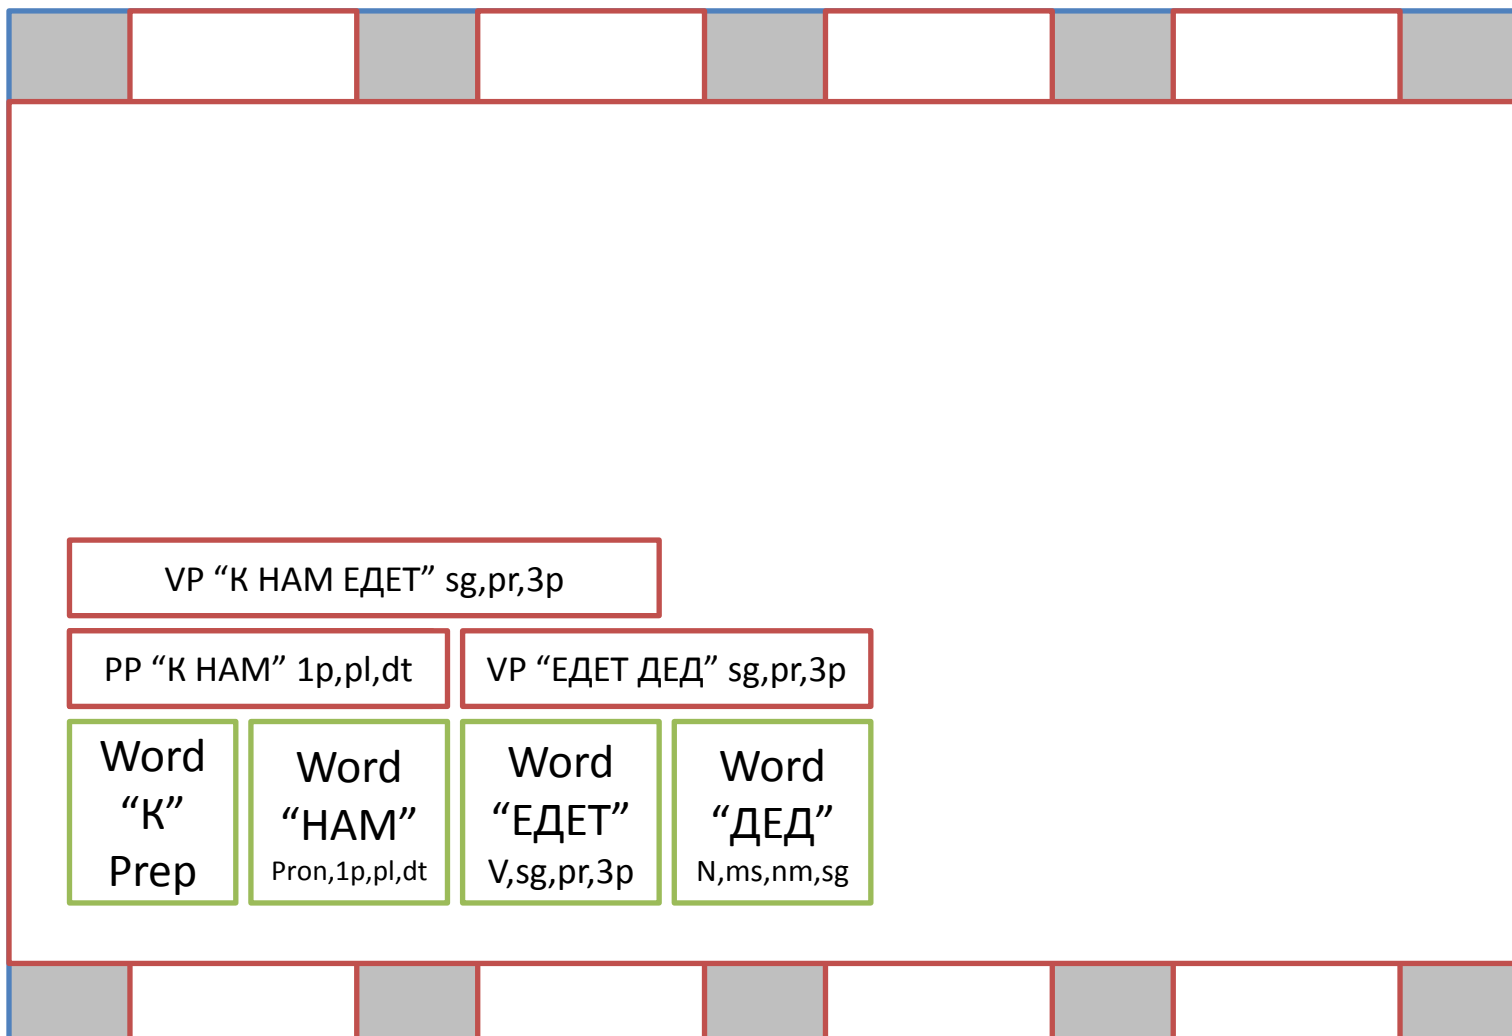 VP “К НАМ ЕДЕТ” sg,pr,3p
PP “К НАМ” 1p,pl,dt
VP “ЕДЕТ ДЕД” sg,pr,3p
Word
“К”
Prep
Word
“НАМ”
Pron,1p,pl,dt
Word
“ЕДЕТ”
V,sg,pr,3p
Word
“ДЕД”
N,ms,nm,sg